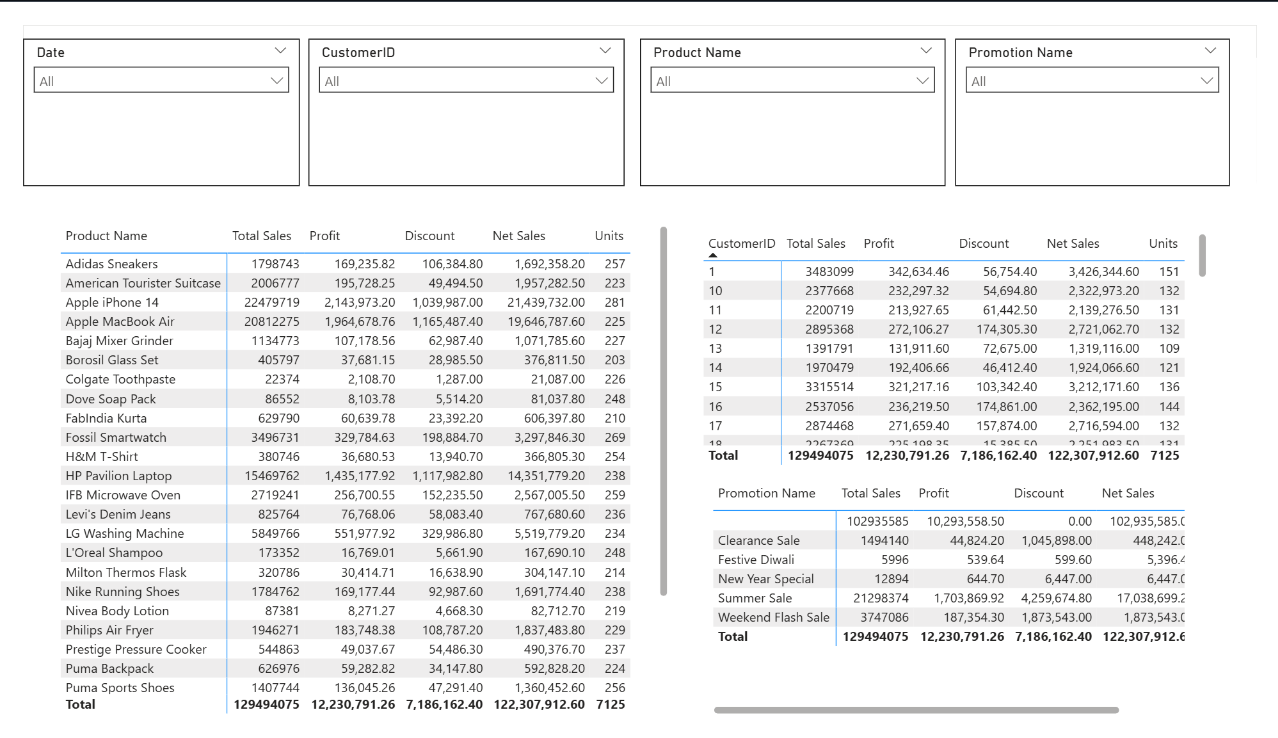 Date CustomerID Product Name Promotion Name
All All All All
Product Name Total Sales Profit Discount Net Sales Units
Adidas Sneakers 1798743 169,235.82 106,384.80 1,692,358.20 257
American Tourister Suitcase 2006777 195,728.25 49,494.50 1,957,282.50 223
Apple iPhone 14 22479719 2,143,973.20 1,039,987.00 21,439,732.00 281
Apple MacBook Air 20812275 1,964,678.76 1,165,487.40 19,646,787.60 225
Bajaj Mixer Grinder 1134773 107,178.56 62,987.40 1,071,785.60 227
Borosil Glass Set 405797 37,681.15 28,985.50 376,811.50 203
Colgate Toothpaste 22374 2,108.70 1,287.00 21,087.00 226
Dove Soap Pack 86552 8,103.78 5,514.20 81,037.80 248
FabIndia Kurta 629790 60,639.78 23,392.20 606,397.80 210
Fossil Smartwatch 3496731 329,784.63 198,884.70 3,297,846.30 269
H&M T-Shirt 380746 36,680.53 13,940.70 366,805.30 254
HP Pavilion Laptop 15469762 1,435,177.92 1,117,982.80 14,351,779.20 238
IFB Microwave Oven 2719241 256,700.55 152,235.50 2,567,005.50 259
Levi's Denim Jeans 825764 76,768.06 58,083.40 767,680.60 236
LG Washing Machine 5849766 551,977.92 329,986.80 5,519,779.20 234
L'Oreal Shampoo 173352 16,769.01 5,661.90 167,690.10 248
Milton Thermos Flask 320786 30,414.71 16,638.90 304,147.10 214
Nike Running Shoes 1784762 169,177.44 92,987.60 1,691,774.40 238
Nivea Body Lotion 87381 8,271.27 4,668.30 82,712.70 219
Philips Air Fryer 1946271 183,748.38 108,787.20 1,837,483.80 229
Prestige Pressure Cooker 544863 49,037.67 54,486.30 490,376.70 237
Puma Backpack 626976 59,282.82 34,147.80 592,828.20 224
Puma Sports Shoes 1407744 136,045.26 47,291.40 1,360,452.60 256
Total 129494075 12,230,791.26 7,186,162.40 122,307,912.60 7125
CustomerID Total Sales Profit Discount Net Sales Units
1 3483099 342,634.46 56,754.40 3,426,344.60 151
10 2377668 232,297.32 54,694.80 2,322,973.20 132
11 2200719 213,927.65 61,442.50 2,139,276.50 131
12 2895368 272,106.27 174,305.30 2,721,062.70 132
13 1391791 131,911.60 72,675.00 1,319,116.00 109
14 1970479 192,406.66 46,412.40 1,924,066.60 121
15 3315514 321,217.16 103,342.40 3,212,171.60 136
16 2537056 236,219.50 174,861.00 2,362,195.00 144
17 2874468 271,659.40 157,874.00 2,716,594.00 132
18 2267369 225,198.35 15,385.50 2,251,983.50 131
Total 129494075 12,230,791.26 7,186,162.40 122,307,912.60 7125
Promotion Name Total Sales Profit Discount Net Sales
102935585 10,293,558.50 0.00 102,935,585.0
Clearance Sale 1494140 44,824.20 1,045,898.00 448,242.0
Festive Diwali 5996 539.64 599.60 5,396.4
New Year Special 12894 644.70 6,447.00 6,447.0
Summer Sale 21298374 1,703,869.92 4,259,674.80 17,038,699.2
Weekend Flash Sale 3747086 187,354.30 1,873,543.00 1,873,543.0
Total 129494075 12,230,791.26 7,186,162.40 122,307,912.6